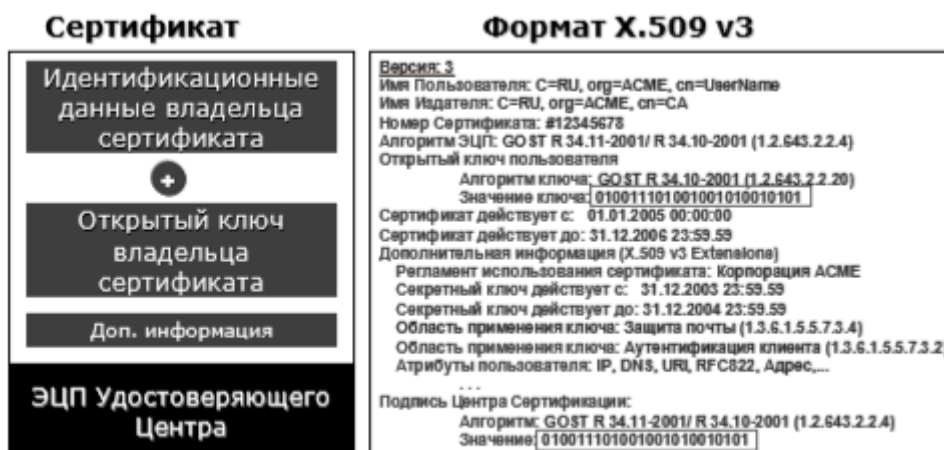 Сертификат
Идентификационные
данные владельца
сертификата
+
Открытый ключ
владельца
сертификата
Доп. информация
ЭЦП Удостоверяющего
Центра
Формат X.509 v3
Версия: 3
Имя Пользователя: C=RU, org=ACME, cn=UserName
Имя Издателя: C=RU, org=ACME, cn=CA
Номер Сертификата: #12345678
Алгоритм ЭЦП: GOST R 34.11-2001/ R 34.10-2001 (1.2.643.2.2.4)
Открытый ключ пользователя
Алгоритм ключа: GOST R 34.10-2001 (1.2.643.2.2.20)
Значение ключа: 010011101001001010010101
Сертификат действует с: 01.01.2005 00:00:00
Сертификат действует до: 31.12.2006 23:59.59
Дополнительная информация (X.509 v3 Extensions)
Регламент использования сертификата: Корпорация ACME
Секретный ключ действует с: 31.12.2003 23:59.59
Секретный ключ действует до: 31.12.2004 23:59.59
Область применения ключа: Защита почты (1.3.6.1.5.5.7.3.4)
Область применения ключа: Аутентификация клиента (1.3.6.1.5.5.7.3.2)
Атрибуты пользователя: IP, DNS, URI, RFC822, Адрес,...
. . .
Подпись Центра Сертификации:
Алгоритм: GOST R 34.11-2001/ R 34.10-2001 (1.2.643.2.2.4)
Значение: 010011101001001010010101